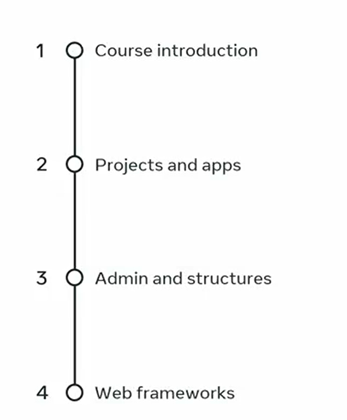 1 Course introduction
2 Projects and apps
3 Admin and structures
4 Web frameworks